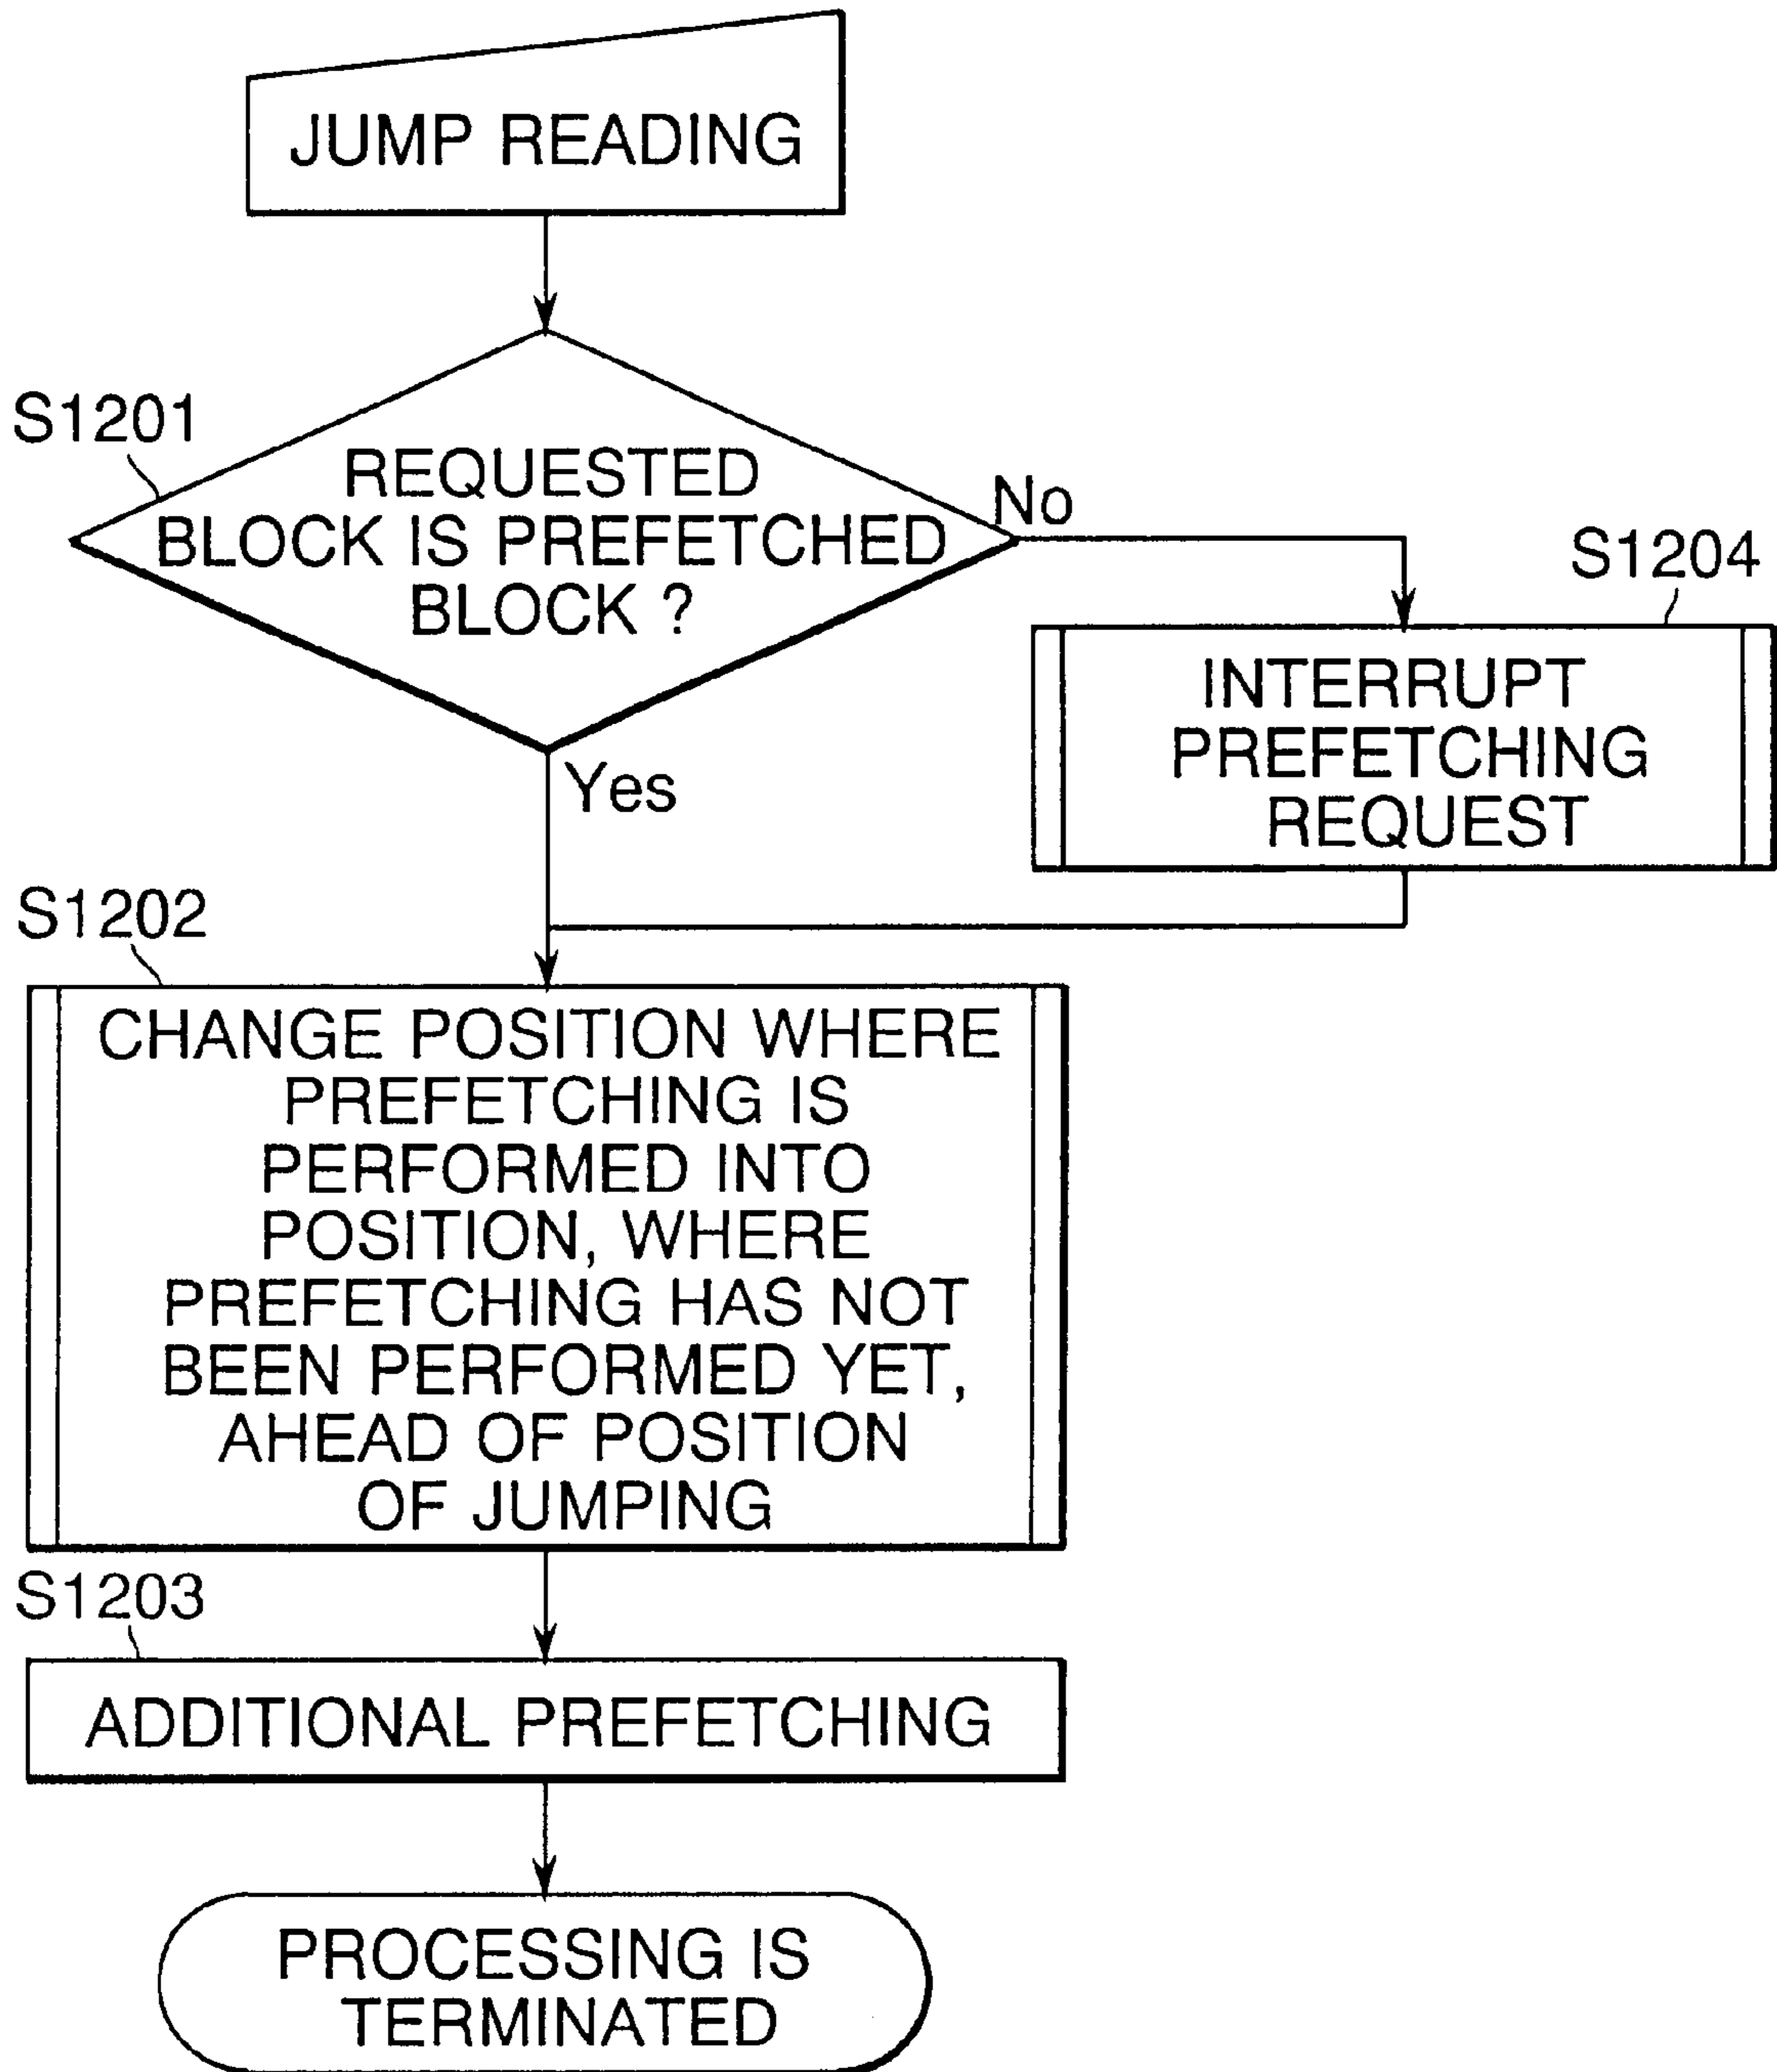 JUMP READING
S1201
REQUESTED
BLOCK IS PREFETCHED
BLOCK ?
No
S1204
INTERRUPT
PREFETCHING
REQUEST
Yes
S1202
CHANGE POSITION WHERE
PREFETCHING IS
PERFORMED INTO
POSITION, WHERE
PREFETCHING HAS NOT
BEEN PERFORMED YET,
AHEAD OF POSITION
OF JUMPING
S1203
ADDITIONAL PREFETCHING
PROCESSING IS
TERMINATED